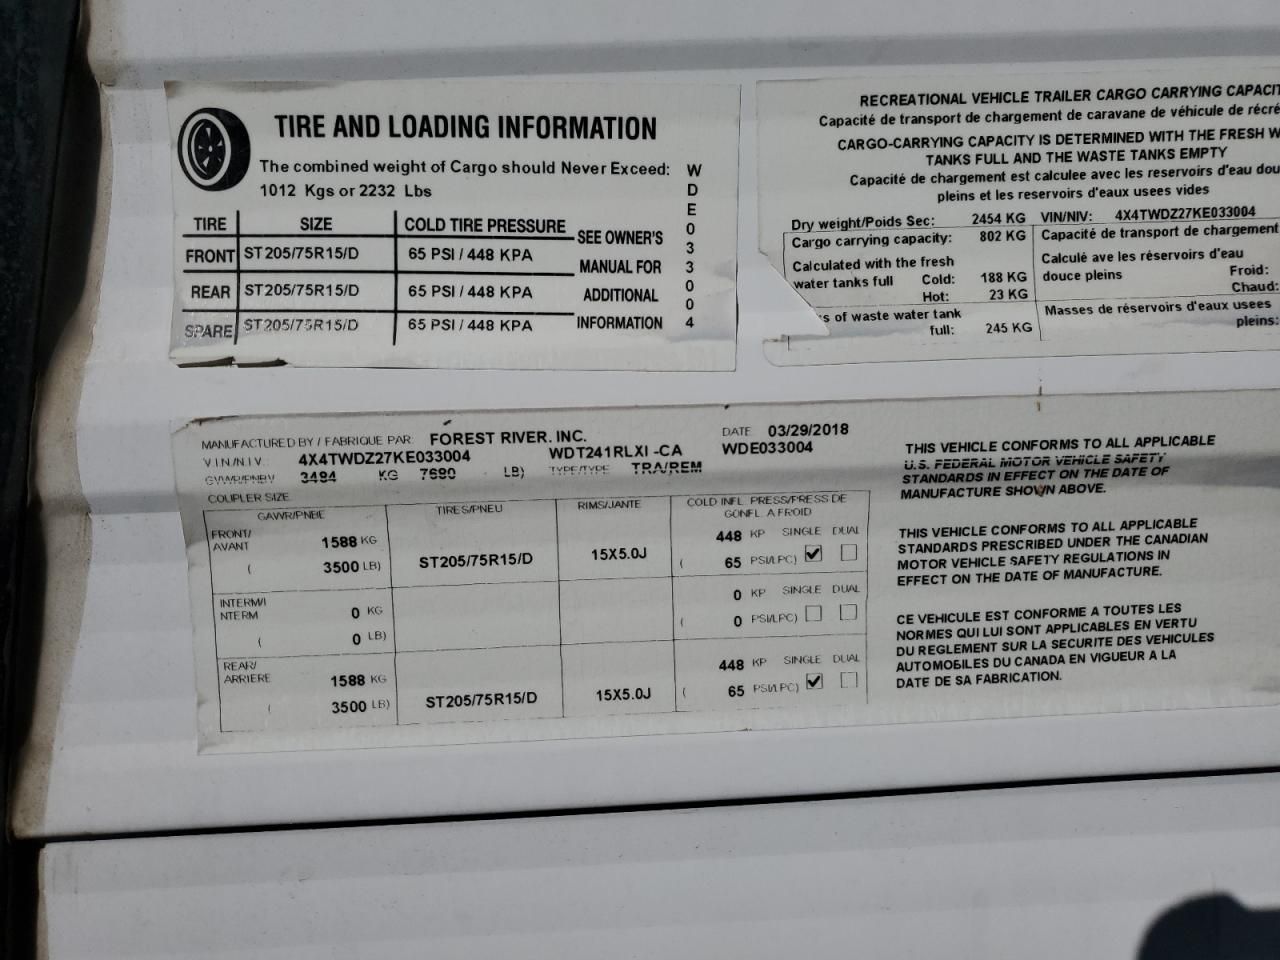 TIRE AND LOADING INFORMATION
The combined weight of Cargo should Never Exceed:
1012 Kgs or 2232 Lbs
TIRE SIZE COLD TIRE PRESSURE
FRONT ST205/75R15/D 65 PSI / 448 KPA
REAR ST205/75R15/D 65 PSI / 448 KPA
SPARE ST205/75R15/D 65 PSI / 448 KPA
SEE OWNER'S
MANUAL FOR
ADDITIONAL
INFORMATION
W
D
E
0
3
3
0
0
4
RECREATIONAL VEHICLE TRAILER CARGO CARRYING CAPACIT
Capacité de transport de chargement de caravane de véhicule de récré
CARGO-CARRYING CAPACITY IS DETERMINED WITH THE FRESH W
TANKS FULL AND THE WASTE TANKS EMPTY
Capacité de chargement est calculee avec les reservoirs d'eau dou
pleins et les reservoirs d'eaux usees vides
Dry weight/Poids Sec: 2454 KG VIN/NIV: 4X4TWDZ27KE033004
Cargo carrying capacity: 802 KG Capacité de transport de chargement
Calculated with the fresh
water tanks full Cold: 188 KG
Hot: 23 KG
s of waste water tank
full: 245 KG
Calculé ave les réservoirs d'eau
douce pleins Froid:
Chaud:
Masses de réservoirs d'eaux usees
pleins:
MANUFACTURED BY / FABRIQUE PAR: FOREST RIVER. INC. DATE 03/29/2018
V.I.N/N.I.V.: 4X4TWDZ27KE033004 WDT241RLXI -CA WDE033004
GVWR/PNBV 3484 KG 7680 LB) TYPE/TYPE TRA/REM
COUPLER SIZE
GAWR/PNBE TIRES/PNEU RIMS/JANTE COLD INFL PRESS/PRESS DE
GONFL A FROID
FRONT/
AVANT 1588 KG
( 3500 LB) ST205/75R15/D 15X5.0J 448 KP SINGLE DUAL
( 65 PSI/LPC)
INTERM/I
NTERM 0 KG
( 0 LB) 0 KP SINGLE DUAL
( 0 PSI/LPC)
REAR/
ARRIERE 1588 KG
( 3500 LB) ST205/75R15/D 15X5.0J 448 KP SINGLE DUAL
( 65 PSI/LPC)
THIS VEHICLE CONFORMS TO ALL APPLICABLE
U.S. FEDERAL MOTOR VEHICLE SAFETY
STANDARDS IN EFFECT ON THE DATE OF
MANUFACTURE SHOWN ABOVE.
THIS VEHICLE CONFORMS TO ALL APPLICABLE
STANDARDS PRESCRIBED UNDER THE CANADIAN
MOTOR VEHICLE SAFETY REGULATIONS IN
EFFECT ON THE DATE OF MANUFACTURE.
CE VEHICULE EST CONFORME A TOUTES LES
NORMES QUI LUI SONT APPLICABLES EN VERTU
DU REGLEMENT SUR LA SECURITE DES VEHICULES
AUTOMOBILES DU CANADA EN VIGUEUR A LA
DATE DE SA FABRICATION.